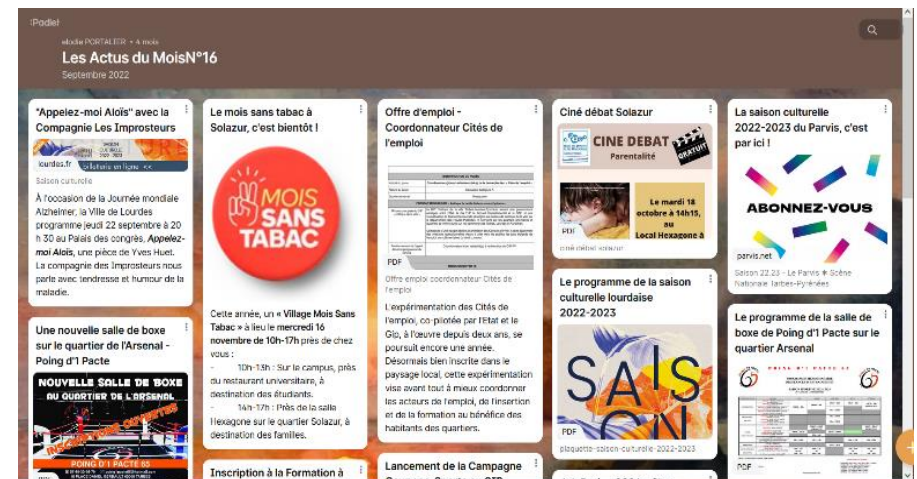 :Padlet
elodie PORTALIER • 4 mois
Les Actus du MoisN°16
Septembre 2022
"Appelez-moi Aloïs" avec la
Compagnie Les Improsteurs
SAISON
CULTURELLE
lourdes.fr
billetterie en ligne <<
Saison culturelle
À l'occasion de la Journée mondiale
Alzheimer, la Ville de Lourdes
programme jeudi 22 septembre à 20
h 30 au Palais des congrès, Appelez-
moi Aloïs, une pièce de Yves Huet.
La compagnie des Improsteurs nous
parle avec tendresse et humour de la
maladie.
Une nouvelle salle de boxe
sur le quartier de l'Arsenal -
Poing d'1 Pacte
NOUVELLE SALLE DE BOXE
AU QUARTIER DE L'ARSENAL
INSCRIPTIONS OUVERTES
POING D'1 PACTE 65
Le mois sans tabac à
Solazur, c'est bientôt !
MOIS
SANS
TABAC
Cette année, un « Village Mois Sans
Tabac » à lieu le mercredi 16
novembre de 10h-17h près de chez
vous :
- 10h-13h : Sur le campus, près
du restaurant universitaire, à
destination des étudiants.
- 14h-17h : Près de la salle
Hexagone sur le quartier Solazur, à
destination des familles.
Inscription à la Formation à
Offre d'emploi -
Coordonnateur Cités de
l'emploi
PDF
Offre emploi coordonnateur Cités de
l'emploi
L'expérimentation des Cités de
l'emploi, co-pilotée par l'Etat et le
Gip, à l'œuvre depuis deux ans, se
poursuit encore une année.
Désormais bien inscrite dans le
paysage local, cette expérimentation
vise avant tout à mieux coordonner
les acteurs de l'emploi, de l'insertion
et de la formation au bénéfice des
habitants des quartiers.
Lancement de la Campagne
Ciné débat Solazur
CINE DEBAT
Parentalité
GRATUIT
Le mardi 18
octobre à 14h15,
au
Local Hexagone à
PDF
ciné débat solazur
Le programme de la saison
culturelle lourdaise
2022-2023
SAIS
ON
PDF
plaquette-saison-culturelle-2022-2023
La saison culturelle
2022-2023 du Parvis, c'est
par ici !
ABONNEZ-VOUS
parvis.net
Saison 22.23 - Le Parvis ✱ Scène
Nationale Tarbes-Pyrénées
Le programme de la salle de
boxe de Poing d'1 Pacte sur le
quartier Arsenal
POING D'1 PACTE 65
PDF